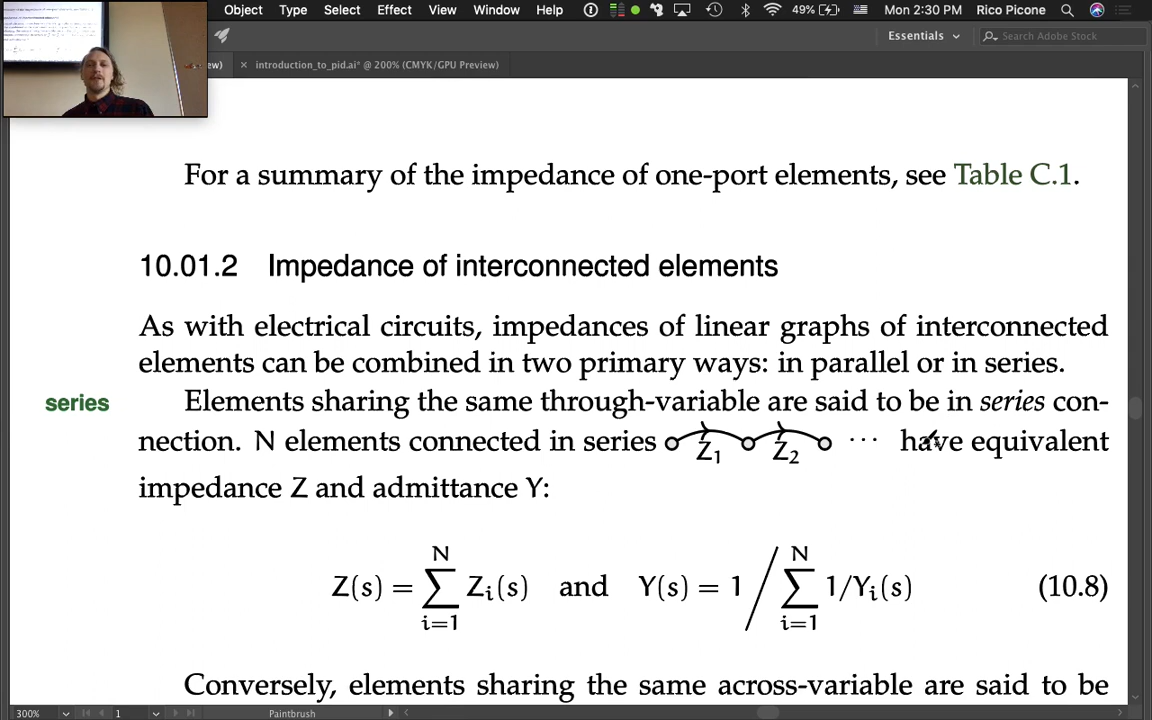 Object Type Select Effect View Window Help 49% Mon 2:30 PM Rico Picone
Essentials Search Adobe Stock
introduction_to_pid.ai* @ 200% (CMYK/GPU Preview)
For a summary of the impedance of one-port elements, see Table C.1.
10.01.2 Impedance of interconnected elements
As with electrical circuits, impedances of linear graphs of interconnected
elements can be combined in two primary ways: in parallel or in series.
series Elements sharing the same through-variable are said to be in series con-
nection. N elements connected in series Z₁ Z₂ ··· have equivalent
impedance Z and admittance Y:
Z(s) = ∑_{i=1}^{N} Z_i(s) and Y(s) = 1 / ∑_{i=1}^{N} 1/Y_i(s) (10.8)
Conversely, elements sharing the same across-variable are said to be
300% 1 Paintbrush